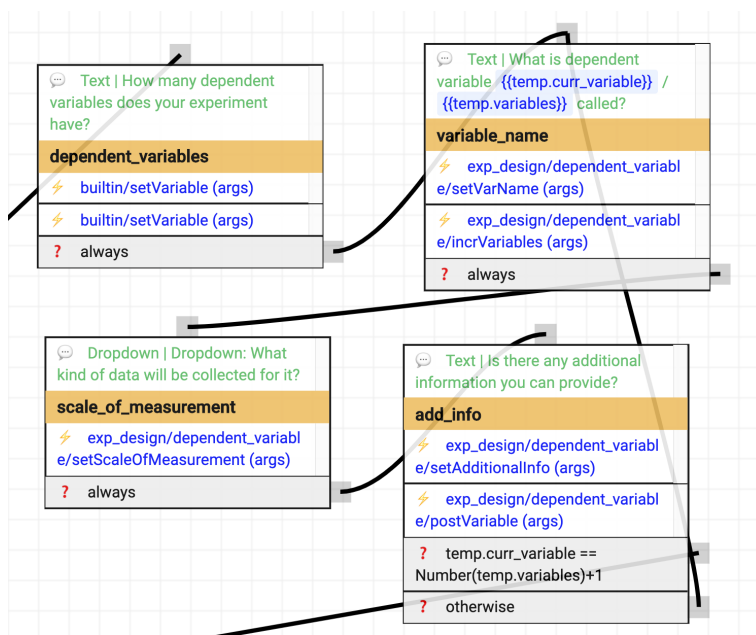 Text | How many dependent
variables does your experiment
have?
dependent_variables
builtin/setVariable (args)
builtin/setVariable (args)
? always
Text | What is dependent
variable {{temp.curr_variable}} /
{{temp.variables}} called?
variable_name
exp_design/dependent_variabl
e/setVarName (args)
exp_design/dependent_variabl
e/incrVariables (args)
? always
Dropdown | Dropdown: What
kind of data will be collected for it?
scale_of_measurement
exp_design/dependent_variabl
e/setScaleOfMeasurement (args)
? always
Text | Is there any additional
information you can provide?
add_info
exp_design/dependent_variabl
e/setAdditionalInfo (args)
exp_design/dependent_variabl
e/postVariable (args)
? temp.curr_variable ==
Number(temp.variables)+1
? otherwise